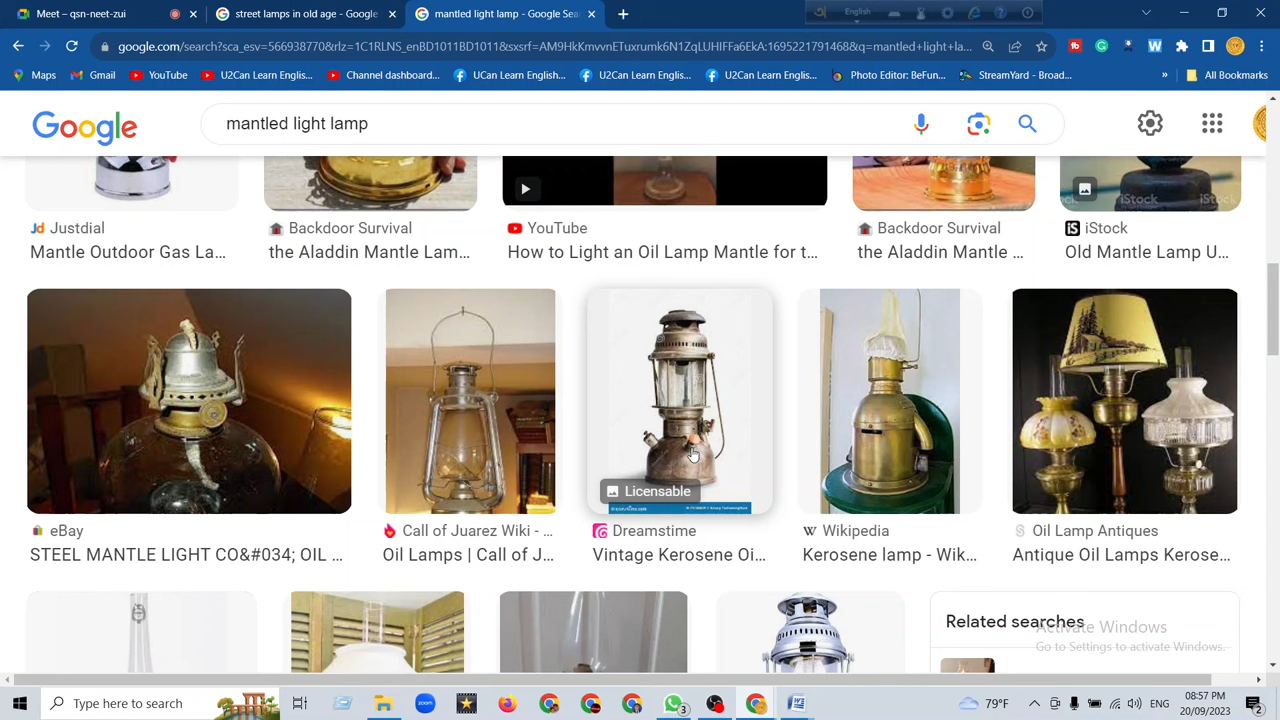 Meet - qsn-neet-zui
street lamps in old age - Google
mantled light lamp - Google Sea
English
google.com/search?sca_esv=566938770&rlz=1C1RLNS_enBD1011BD1011&sxsrf=AM9HkKmvvnETuxrumk6N1ZqLUHIFFa6EkA:1695221791468&q=mantled+light+la...
Maps
Gmail
YouTube
U2Can Learn Englis...
Channel dashboard...
UCan Learn English...
U2Can Learn Englis...
U2Can Learn Englis...
Photo Editor: BeFun...
StreamYard - Broad...
»
All Bookmarks
Google
mantled light lamp
iStock
Justdial
Backdoor Survival
YouTube
Backdoor Survival
iStock
Mantle Outdoor Gas La...
the Aladdin Mantle Lam...
How to Light an Oil Lamp Mantle for t...
the Aladdin Mantle ...
Old Mantle Lamp U...
Licensable
eBay
Call of Juarez Wiki - ...
Dreamstime
Wikipedia
Oil Lamp Antiques
STEEL MANTLE LIGHT CO&#034; OIL ...
Oil Lamps | Call of J...
Vintage Kerosene Oi...
Kerosene lamp - Wik...
Antique Oil Lamps Kerose...
Related searches
Activate Windows
Go to Settings to activate Windows.
Type here to search
zoom
3
79°F
ENG
08:57 PM
20/09/2023
2